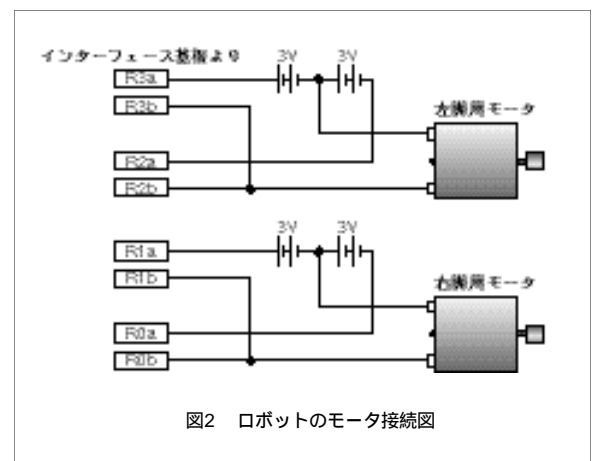 インターフェース基板より
3V 3V
R3a
R3b
左脚用モータ
R2a
R2b
3V 3V
R1a
R1b
右脚用モータ
R0a
R0b
図2 ロボットのモータ接続図